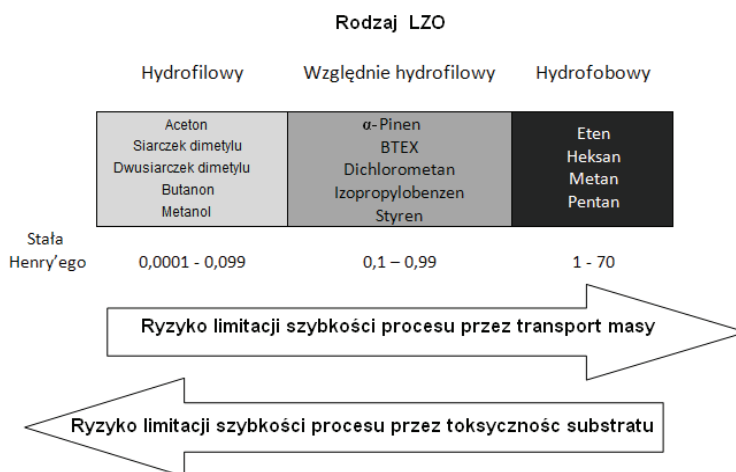 Rodzaj LZO
Hydrofilowy
Względnie hydrofilowy
Hydrofobowy
Aceton
Siarczek dimetylu
Dwusiarczek dimetylu
Butanon
Metanol
α-Pinen
BTEX
Dichlorometan
Izopropylobenzen
Styren
Eten
Heksan
Metan
Pentan
Stała
Henry'ego
0,0001 - 0,099
0,1 – 0,99
1 - 70
Ryzyko limitacji szybkości procesu przez transport masy
Ryzyko limitacji szybkości procesu przez toksycznośc substratu